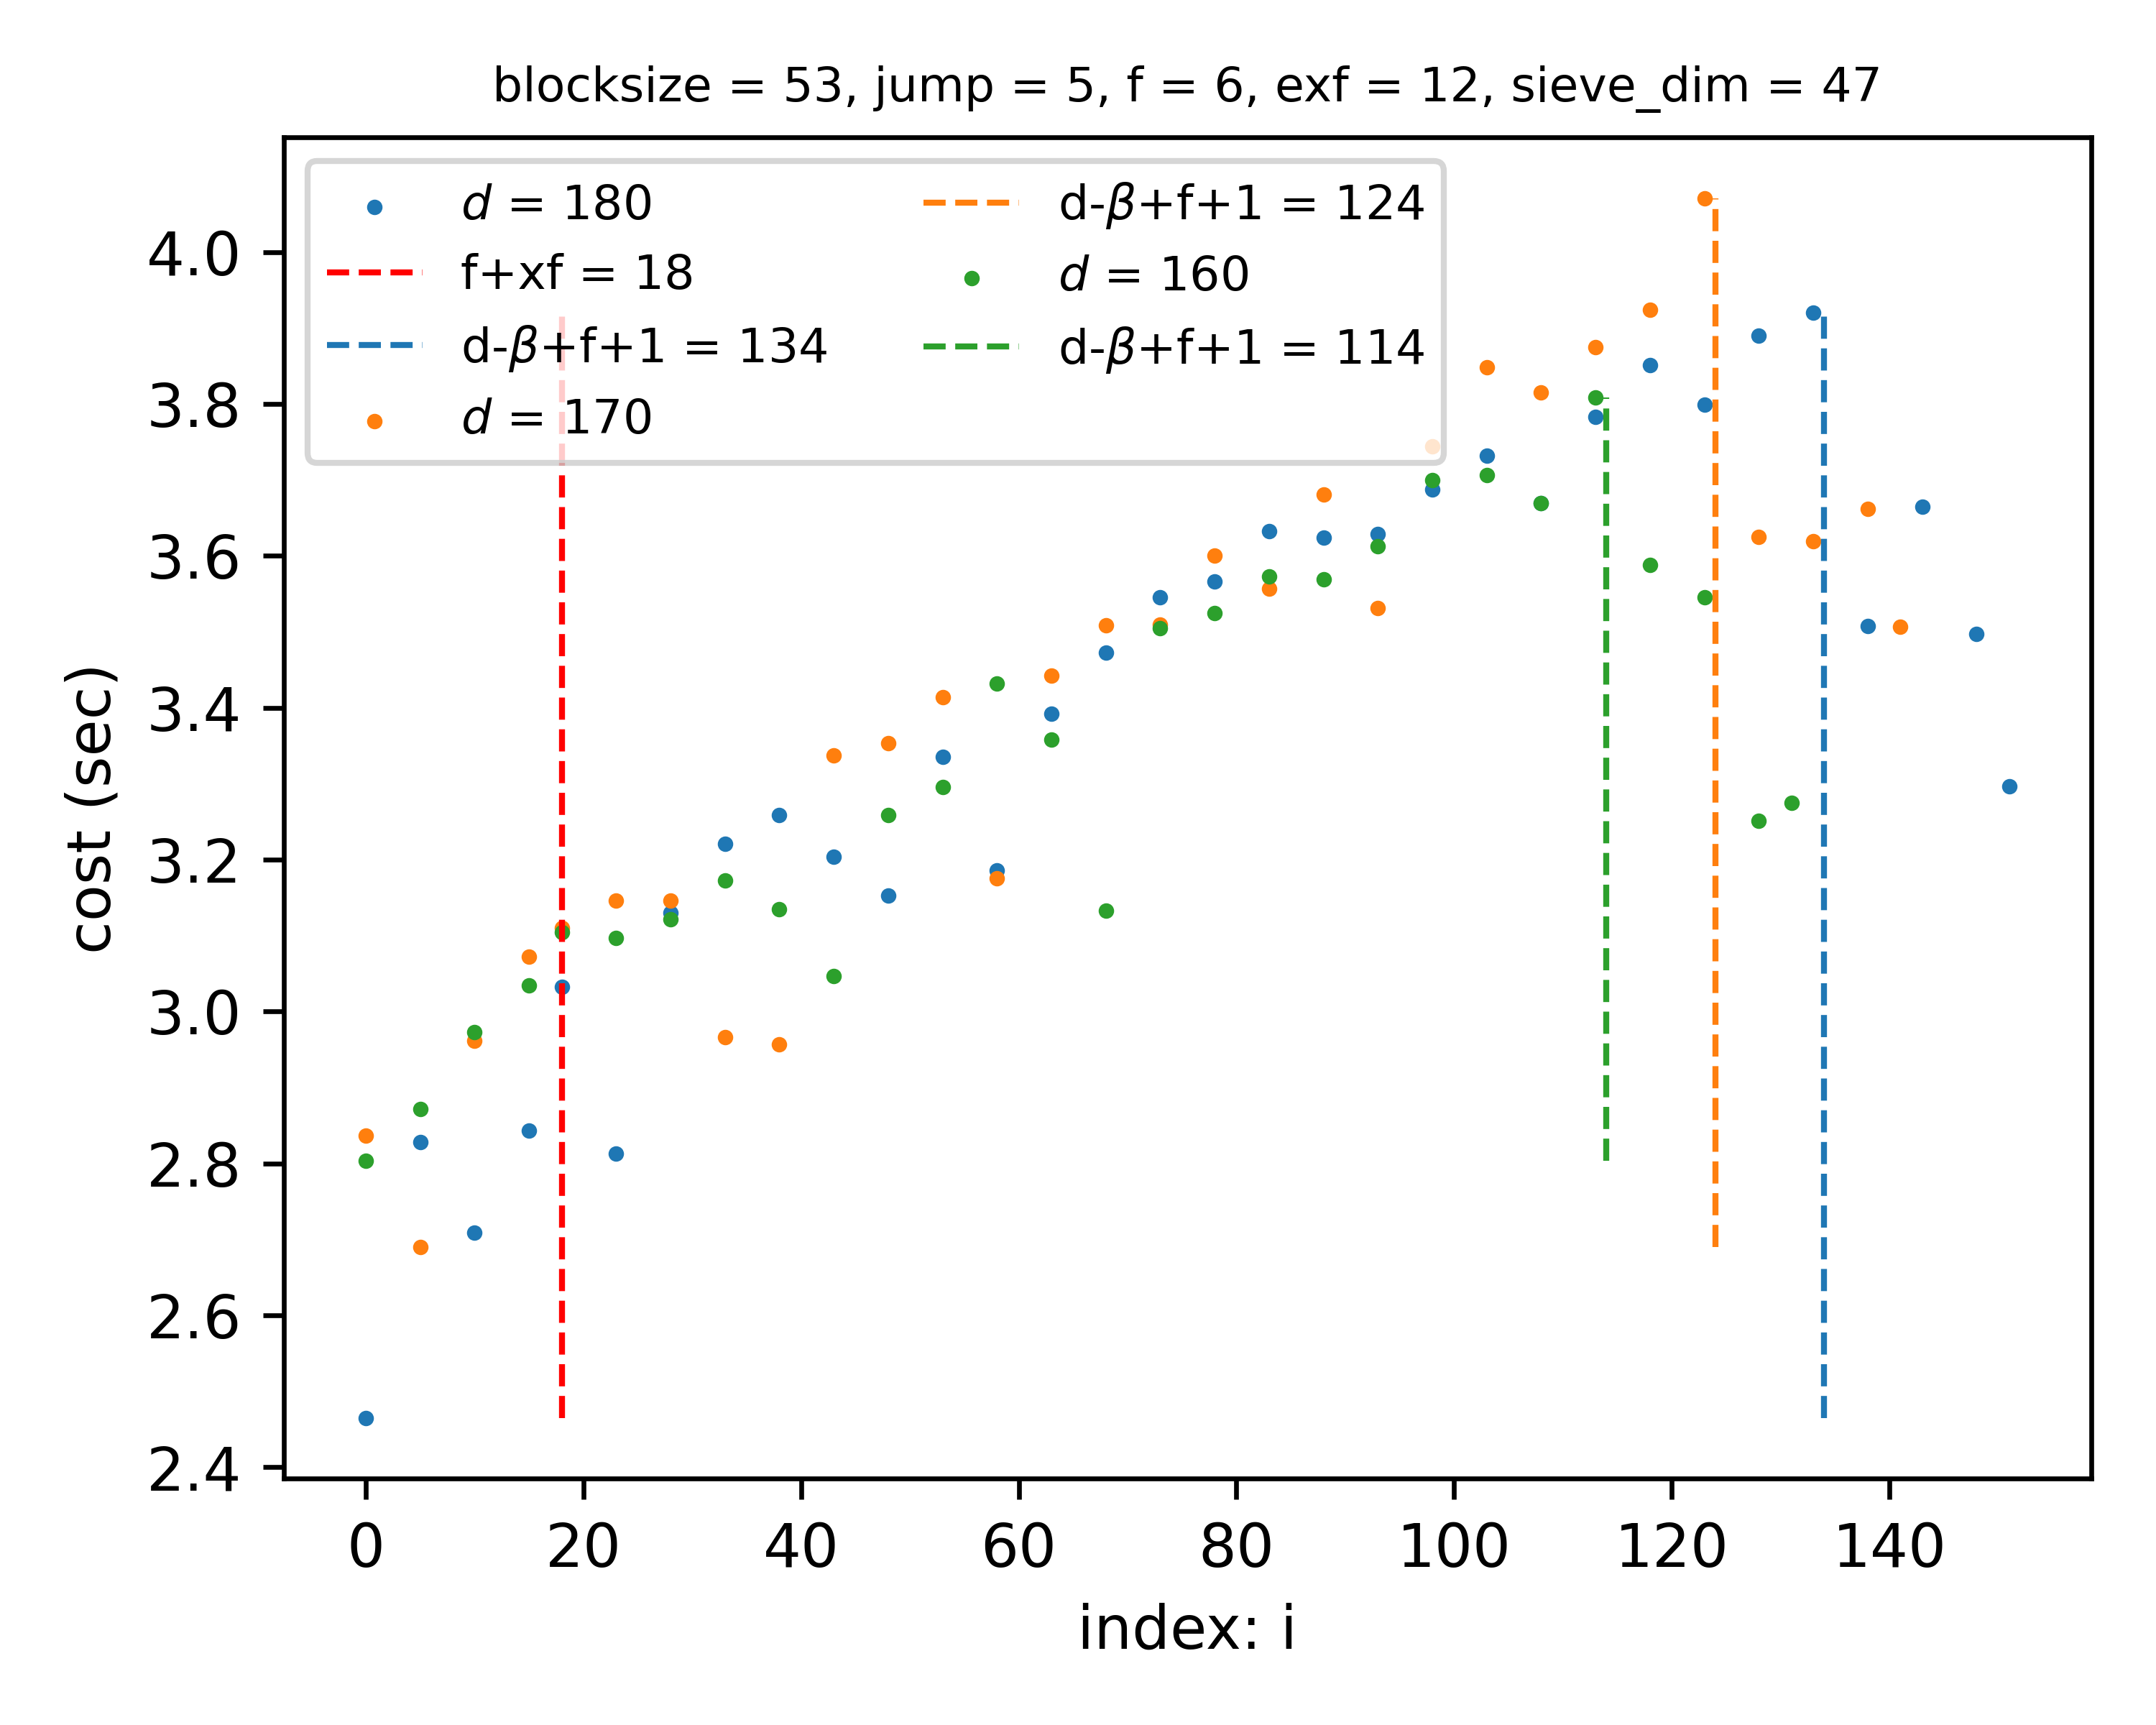 blocksize = 53, jump = 5, f = 6, exf = 12, sieve_dim = 47
d = 180
f+xf = 18
d-β+f+1 = 134
d = 170
d-β+f+1 = 124
d = 160
d-β+f+1 = 114
4.0
3.8
3.6
3.4
3.2
3.0
2.8
2.6
2.4
cost (sec)
0 20 40 60 80 100 120 140
index: i